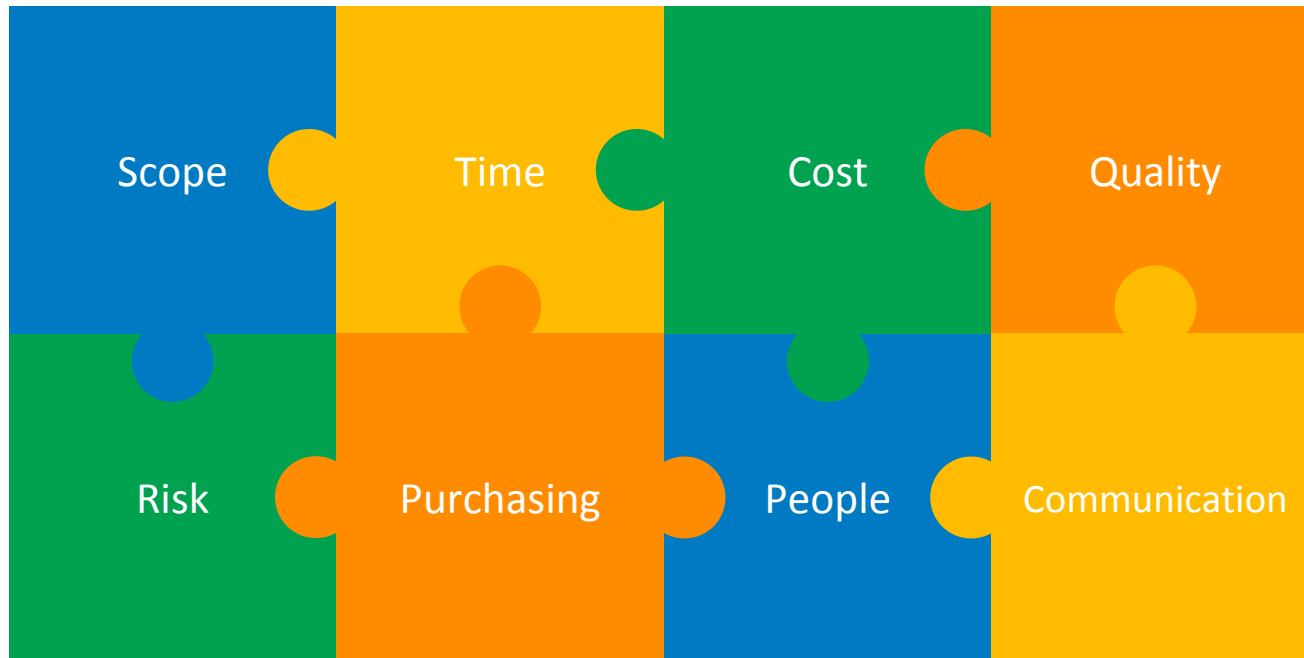 Scope
Time
Cost
Quality
Risk
Purchasing
People
Communication